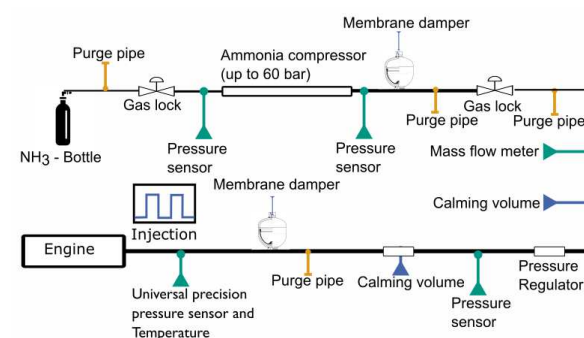 Membrane damper
Purge pipe
Ammonia compressor
(up to 60 bar)
Gas lock
Gas lock
Purge pipe
Purge pipe
NH3 - Bottle
Pressure
sensor
Pressure
sensor
Mass flow meter
Membrane damper
Calming volume
Injection
Engine
Purge pipe
Calming volume
Pressure
Regulator
Universal precision
pressure sensor and
Temperature
Pressure
sensor